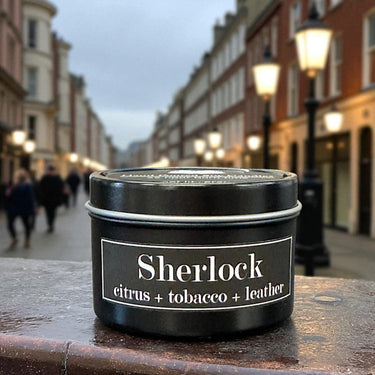 Sherlock
citrus + tobacco + leather